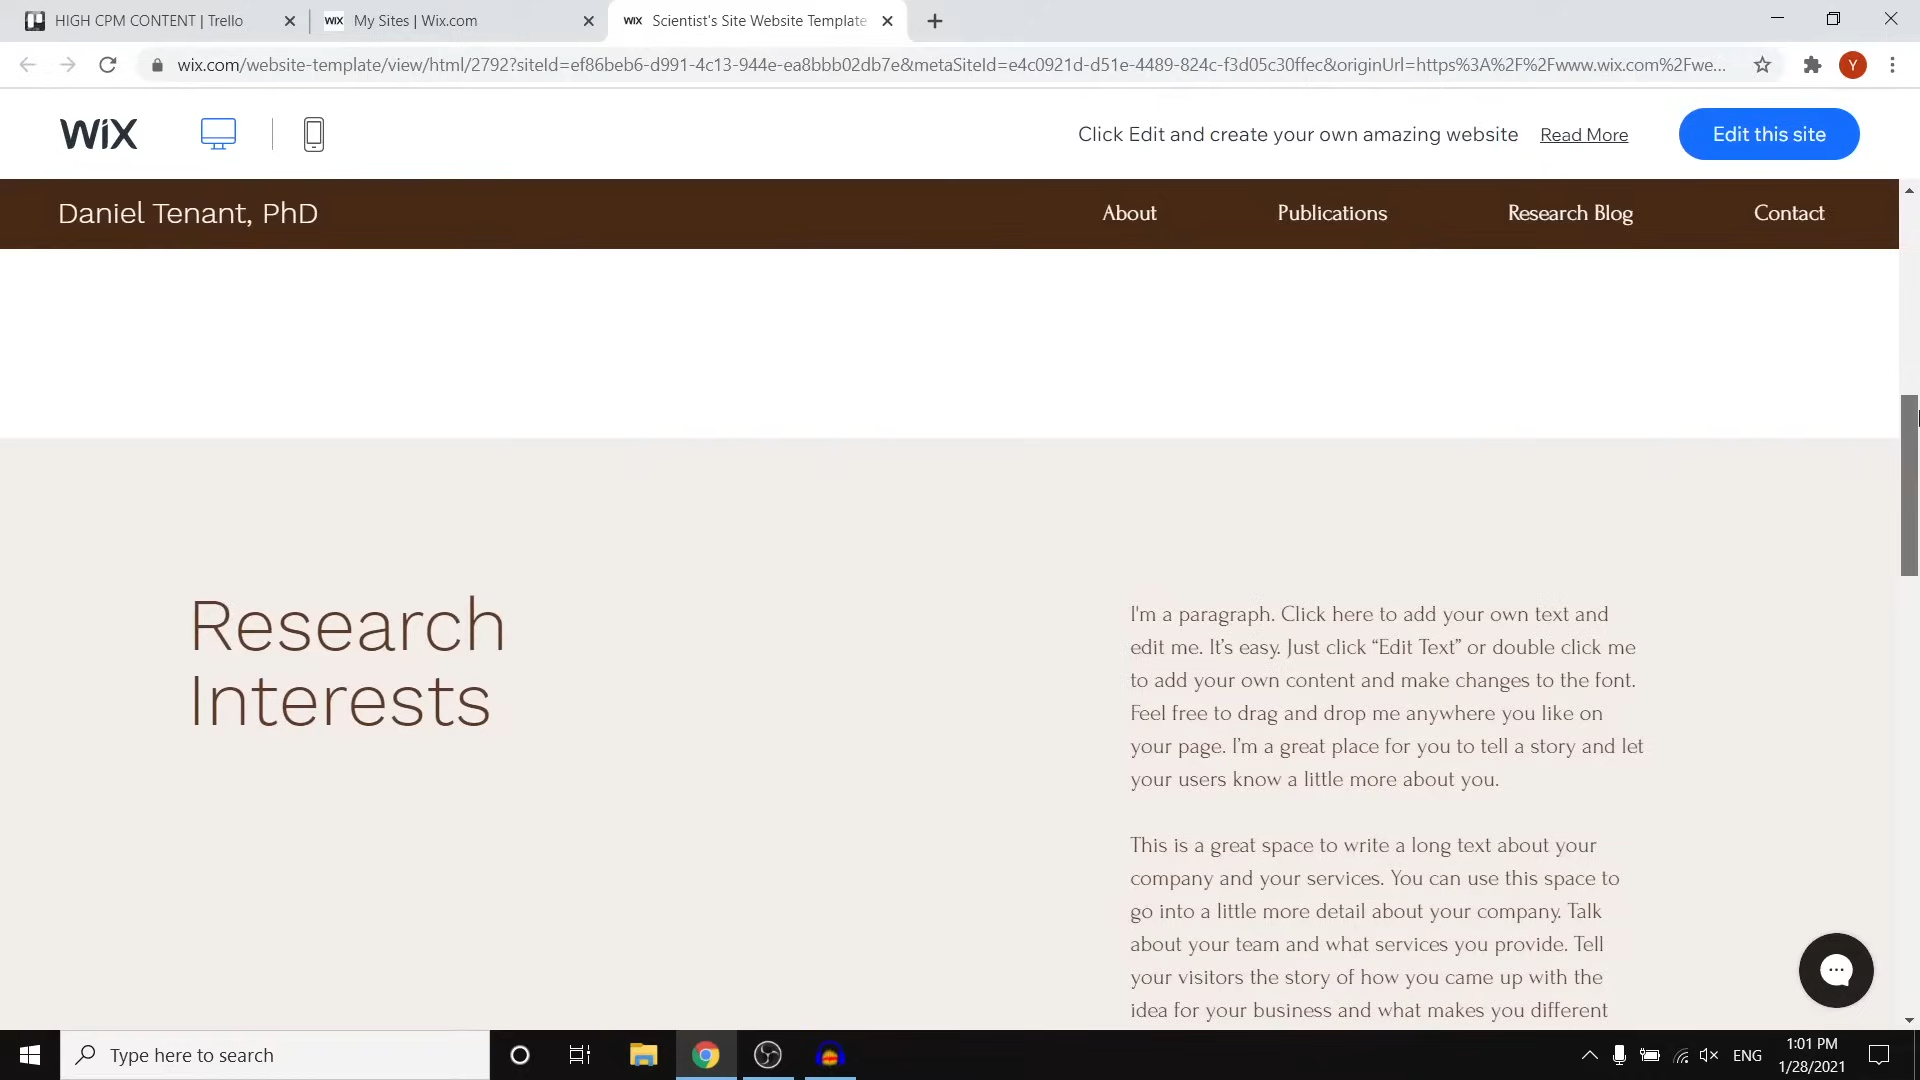 HIGH CPM CONTENT | Trello
WiX My Sites | Wix.com
WiX Scientist's Site Website Template
wix.com/website-template/view/html/2792?siteId=ef86beb6-d991-4c13-944e-ea8bbb02db7e&metaSiteId=e4c0921d-d51e-4489-824c-f3d05c30ffec&originUrl=https%3A%2F%2Fwww.wix.com%2Fwe...
Y
WiX
Click Edit and create your own amazing website Read More
Edit this site
Daniel Tenant, PhD
About
Publications
Research Blog
Contact
Research
Interests
I'm a paragraph. Click here to add your own text and
edit me. It’s easy. Just click “Edit Text” or double click me
to add your own content and make changes to the font.
Feel free to drag and drop me anywhere you like on
your page. I’m a great place for you to tell a story and let
your users know a little more about you.
This is a great space to write a long text about your
company and your services. You can use this space to
go into a little more detail about your company. Talk
about your team and what services you provide. Tell
your visitors the story of how you came up with the
idea for your business and what makes you different
Type here to search
ENG
1:01 PM
1/28/2021